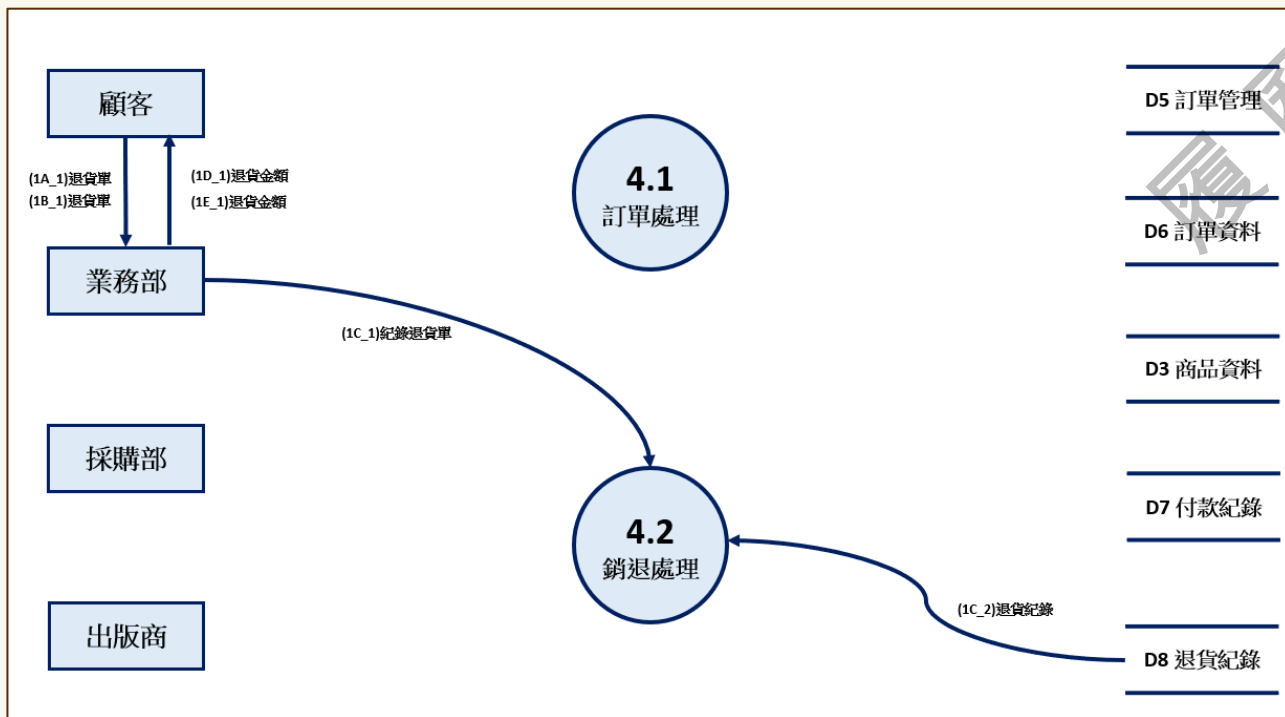 顧客
(1A_1)退貨單
(1B_1)退貨單
(1D_1)退貨金額
(1E_1)退貨金額
業務部
(1C_1)紀錄退貨單
採購部
出版商
4.1
訂單處理
4.2
銷退處理
(1C_2)退貨紀錄
D5 訂單管理
D6 訂單資料
D3 商品資料
D7 付款紀錄
D8 退貨紀錄
履